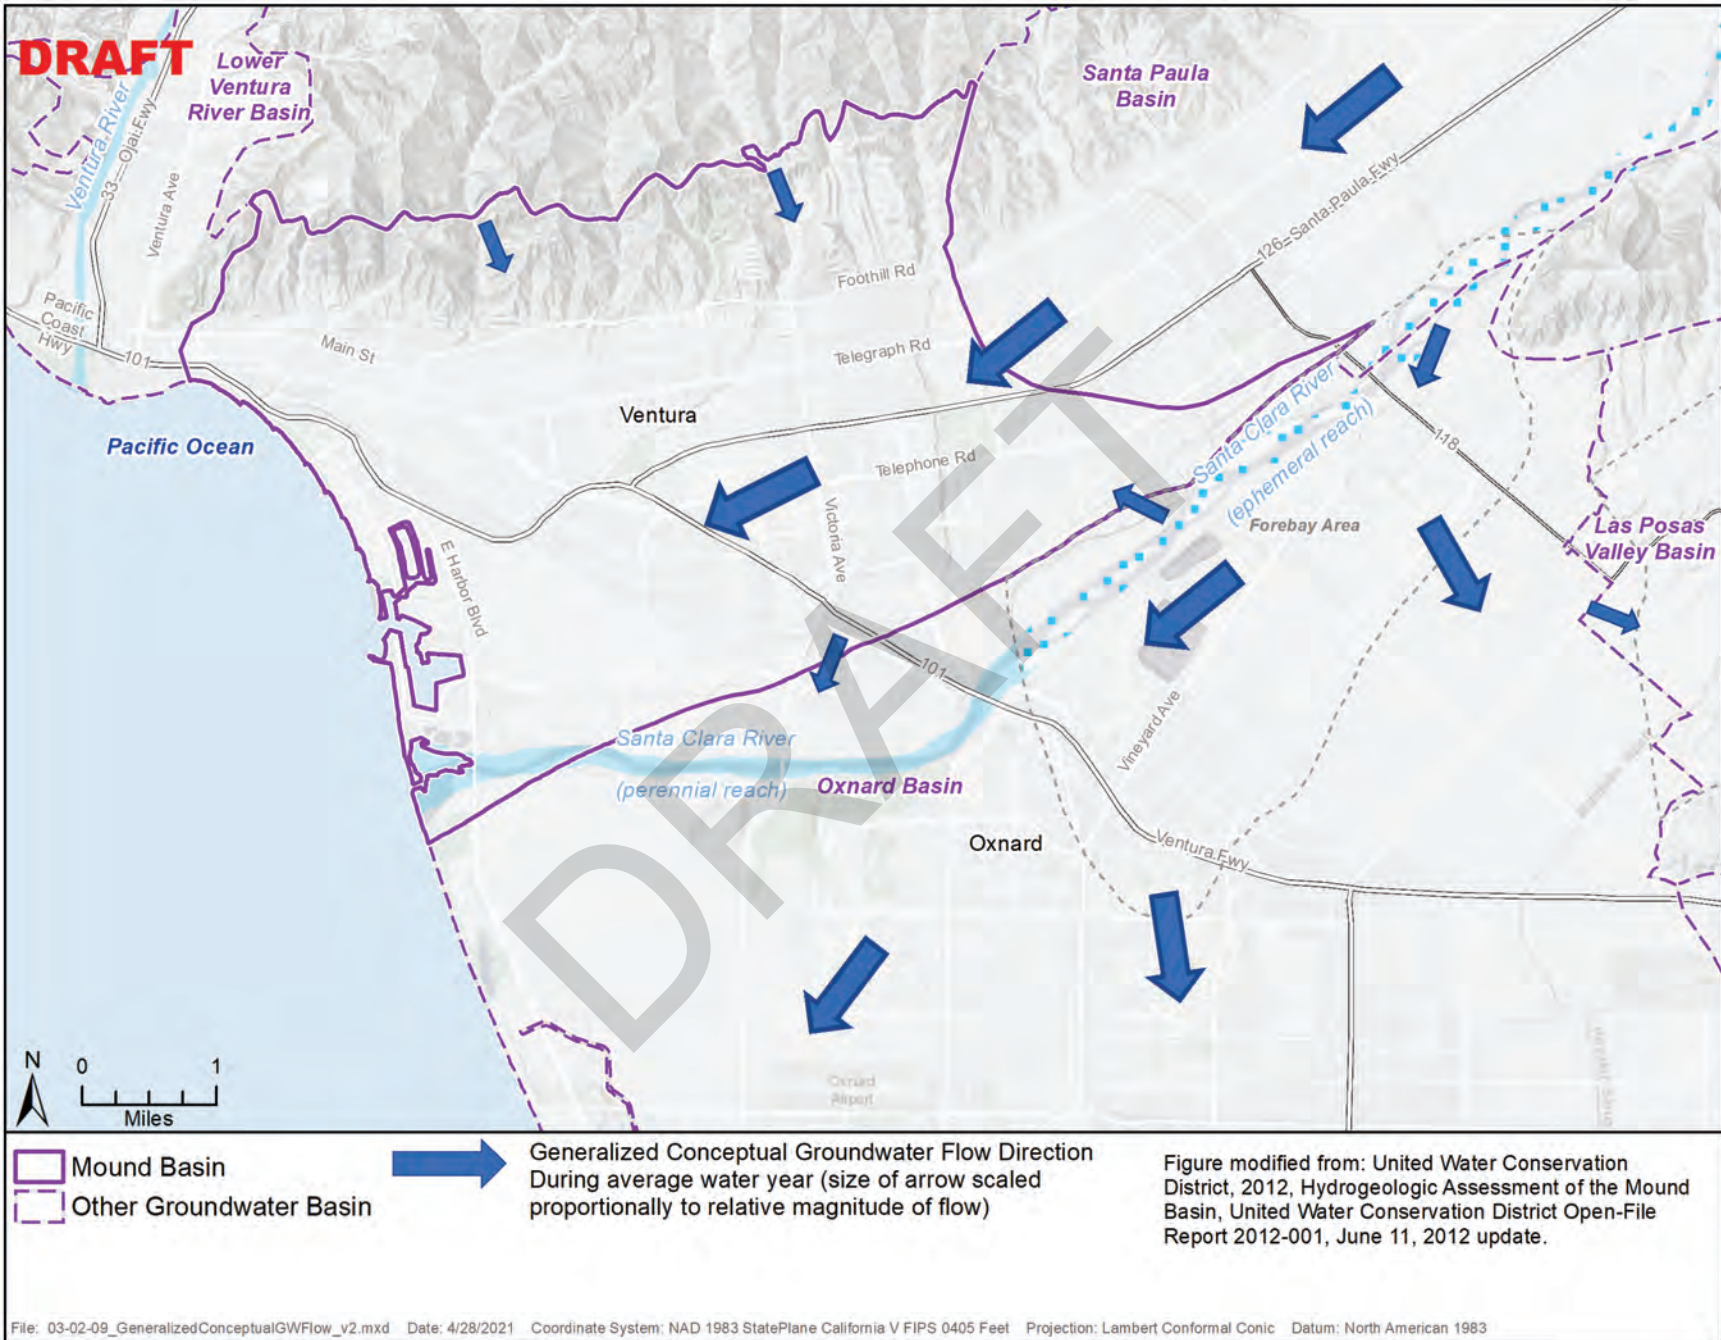 DRAFT
Lower
Ventura
River Basin
Santa Paula
Basin
Ventura River
33
Ojai Fwy
Ventura Ave
126
Santa Paula Fwy
Foothill Rd
Pacific
Coast
Hwy
101
Main St
Telegraph Rd
Ventura
Pacific Ocean
Telephone Rd
Santa Clara River
(ephemeral reach)
118
Forebay Area
Las Posas
Valley Basin
Victoria Ave
E Harbor Blvd
101
Vineyard Ave
Santa Clara River
(perennial reach)
Oxnard Basin
Oxnard
Ventura Fwy
DRAFT
Oxnard
Airport
N
0 1
Miles
Mound Basin
Other Groundwater Basin
Generalized Conceptual Groundwater Flow Direction
During average water year (size of arrow scaled
proportionally to relative magnitude of flow)
Figure modified from: United Water Conservation
District, 2012, Hydrogeologic Assessment of the Mound
Basin, United Water Conservation District Open-File
Report 2012-001, June 11, 2012 update.
File: 03-02-09_GeneralizedConceptualGWFlow_v2.mxd Date: 4/28/2021 Coordinate System: NAD 1983 StatePlane California V FIPS 0405 Feet Projection: Lambert Conformal Conic Datum: North American 1983